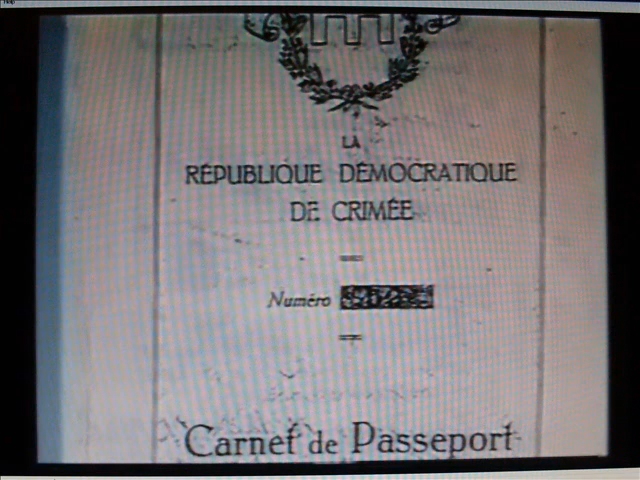 LA
RÉPUBLIQUE DÉMOCRATIQUE
DE CRIMÉE
Numéro
Carnet de Passeport